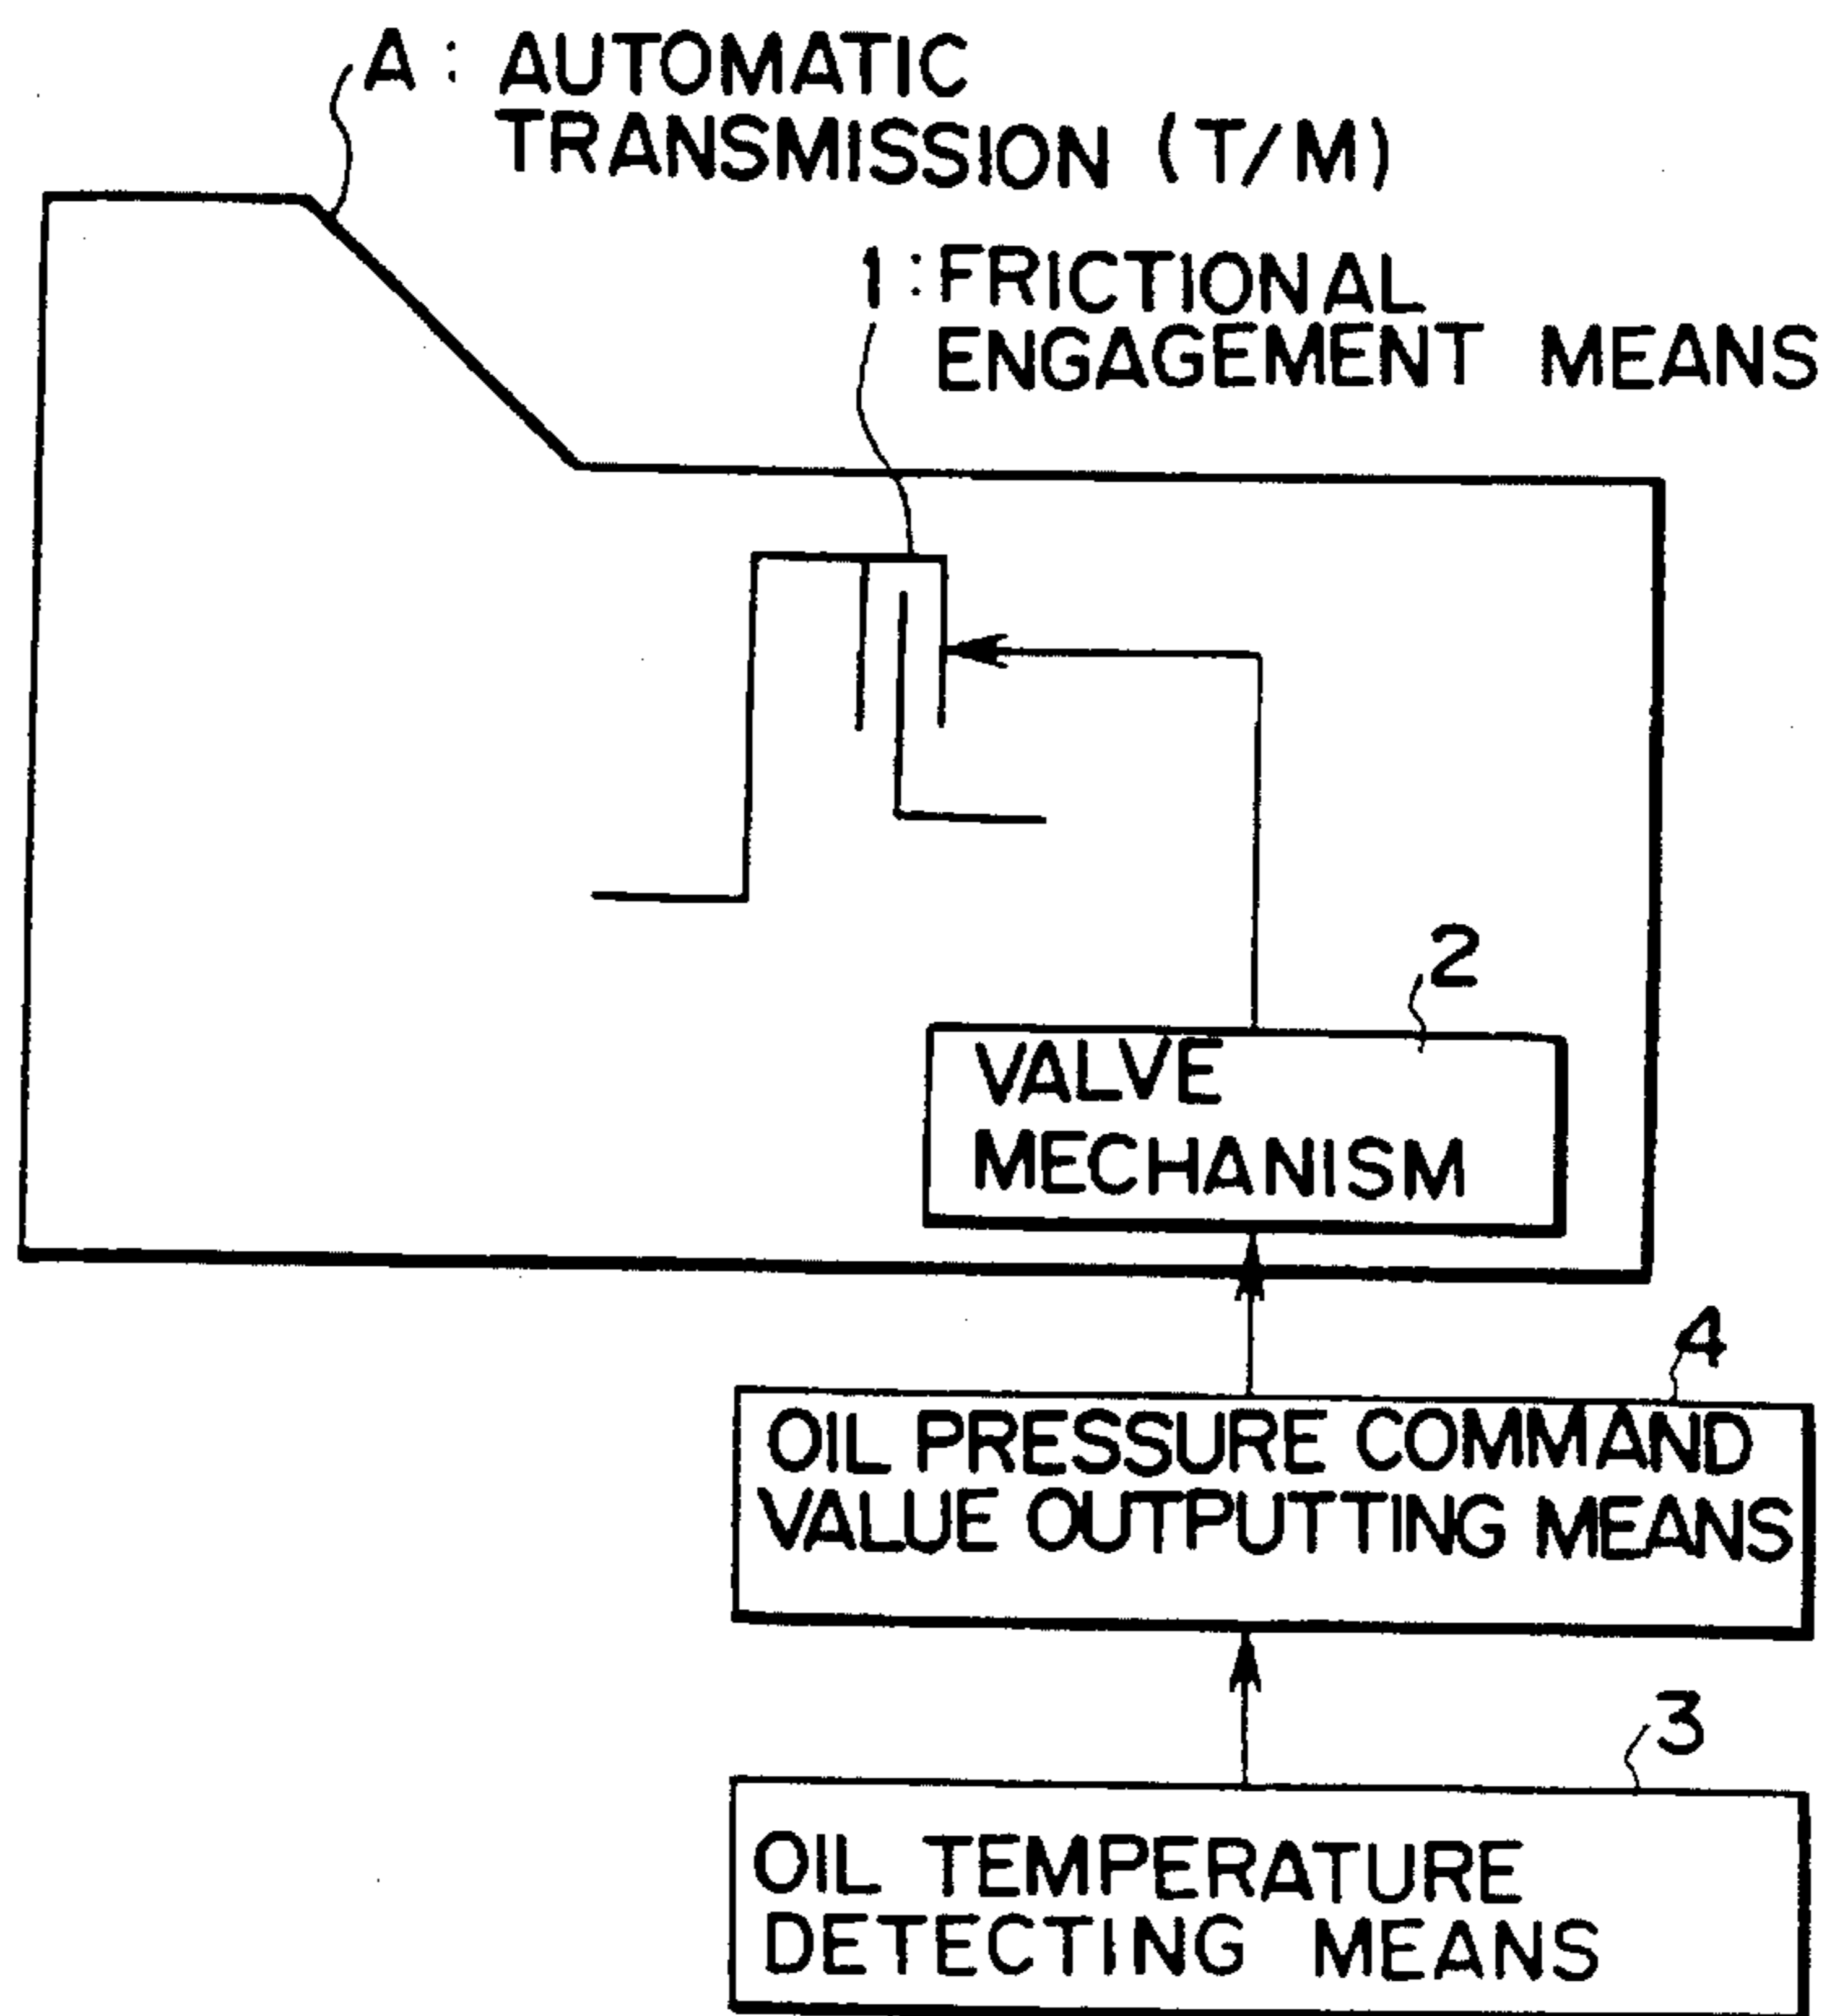 A: AUTOMATIC
TRANSMISSION (T/M)
1: FRICTIONAL
ENGAGEMENT MEANS
2
VALVE
MECHANISM
4
OIL PRESSURE COMMAND
VALUE OUTPUTTING MEANS
3
OIL TEMPERATURE
DETECTING MEANS